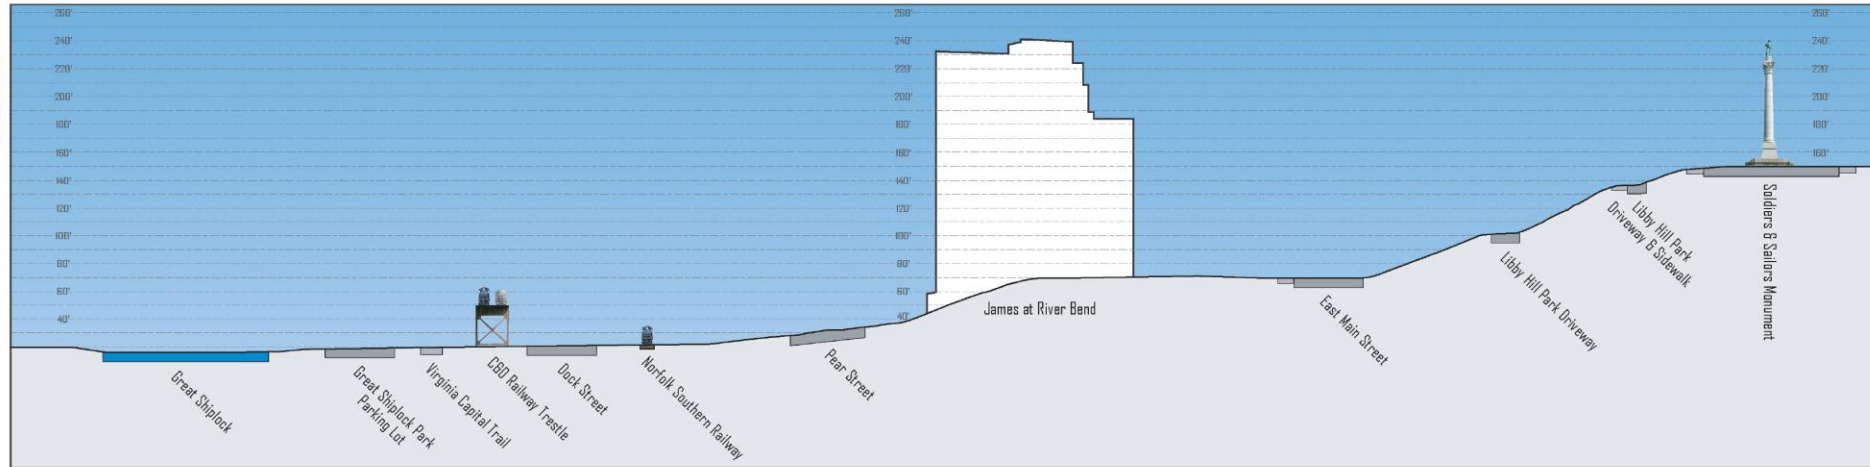 260' 260' 260'
240' 240' 240'
220' 220' 220'
200' 200' 200'
180' 180' 180'
160' 160' 160'
140' 140'
120' 120'
100' 100'
80' 80'
60' 60'
40' 40'
Great Shiplock
Great Shiplock Park
Parking Lot
Virginia Capital Trail
C&O Railway Trestle
Dock Street
Norfolk Southern Railway
Pear Street
James at River Bend
East Main Street
Libby Hill Park Driveway
Libby Hill Park
Driveway & Sidewalk
Soldiers & Sailors Monument